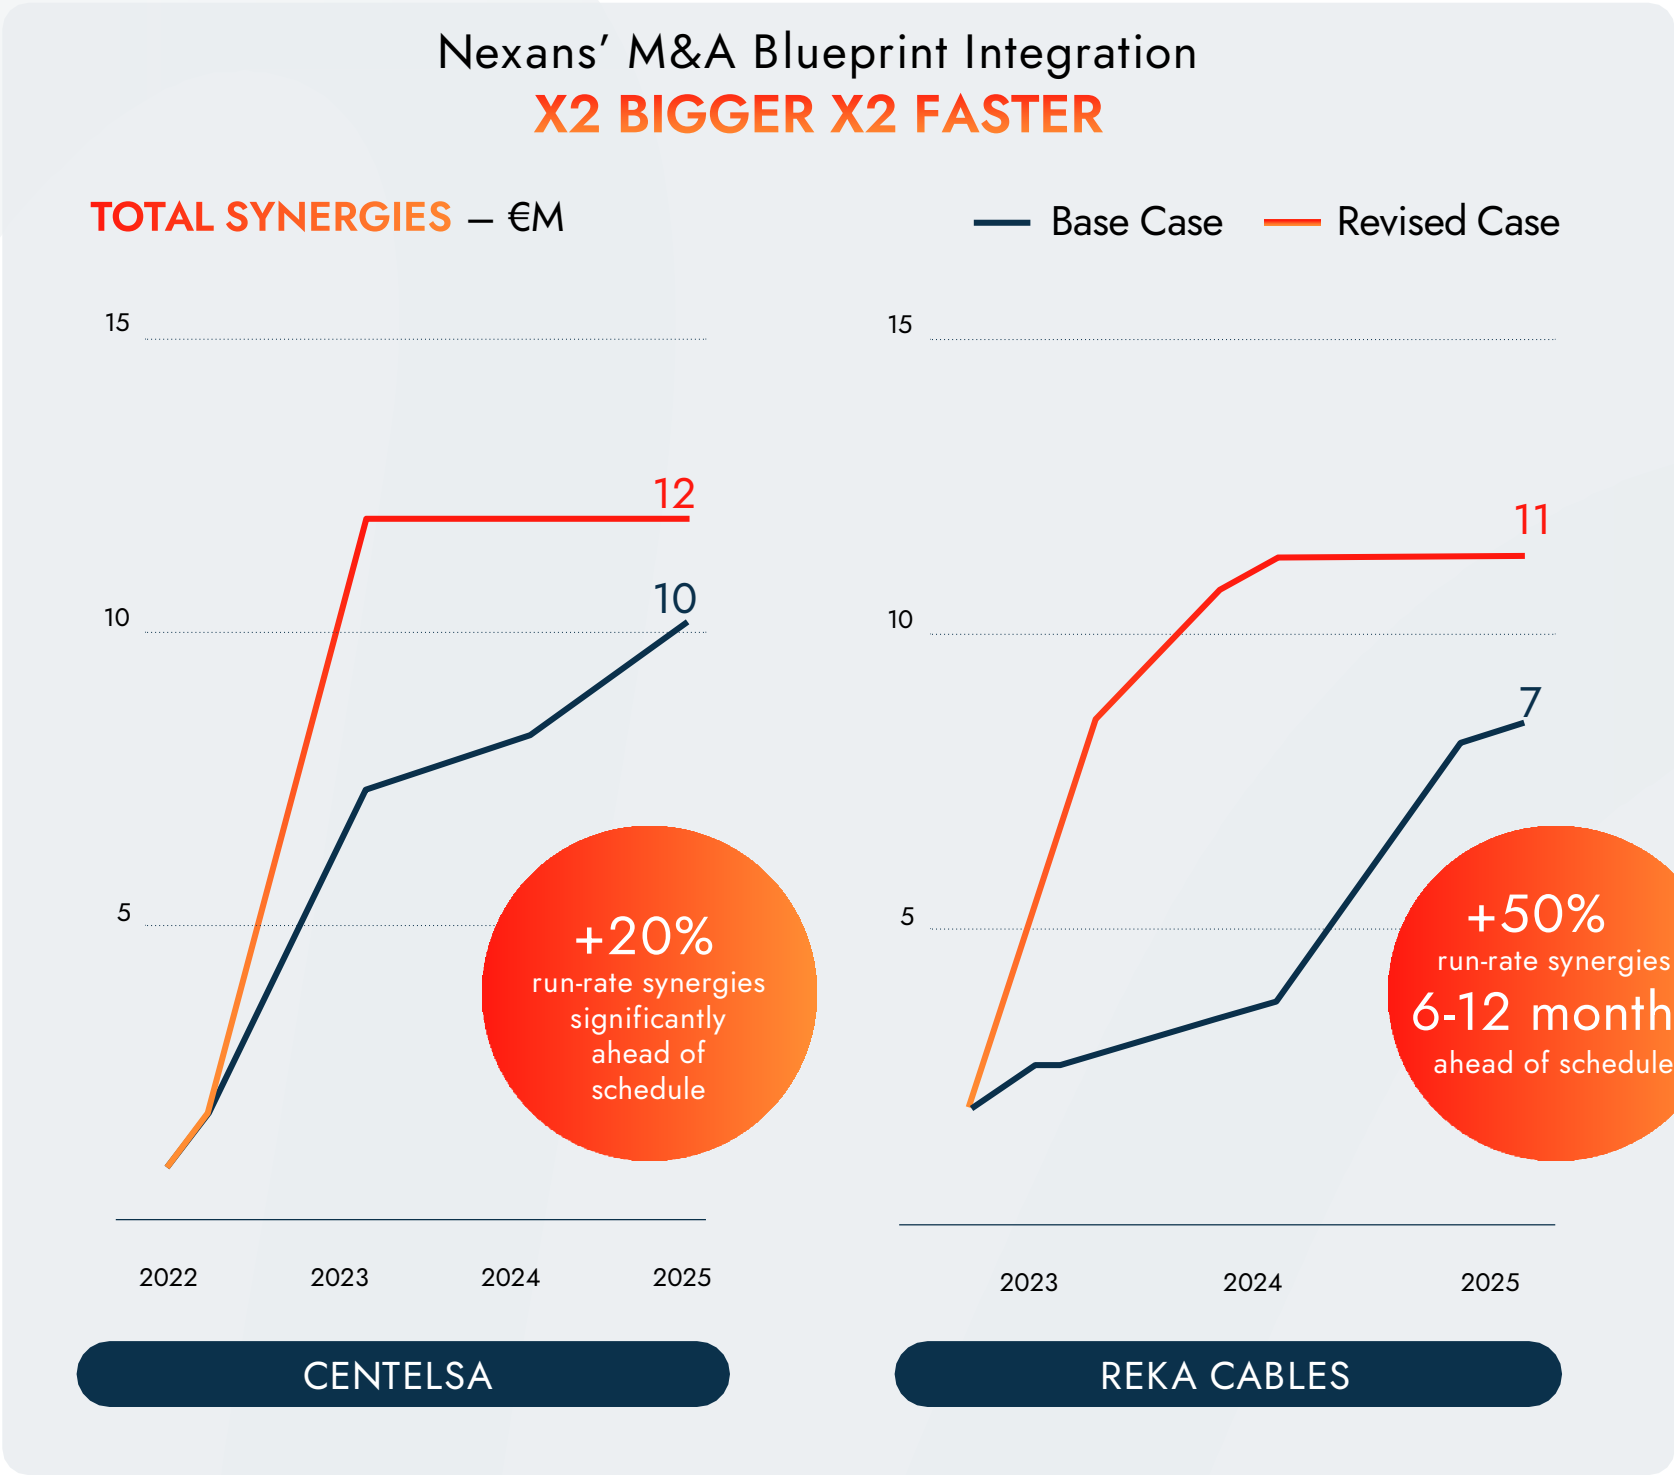 Nexans’ M&A Blueprint Integration
X2 BIGGER X2 FASTER
TOTAL SYNERGIES – €M
Base Case
Revised Case
15
12
10
10
5
+20%
run-rate synergies
significantly
ahead of
schedule
2022
2023
2024
2025
CENTELSA
15
11
10
7
5
+50%
run-rate synergies
6-12 month
ahead of schedule
2023
2024
2025
REKA CABLES